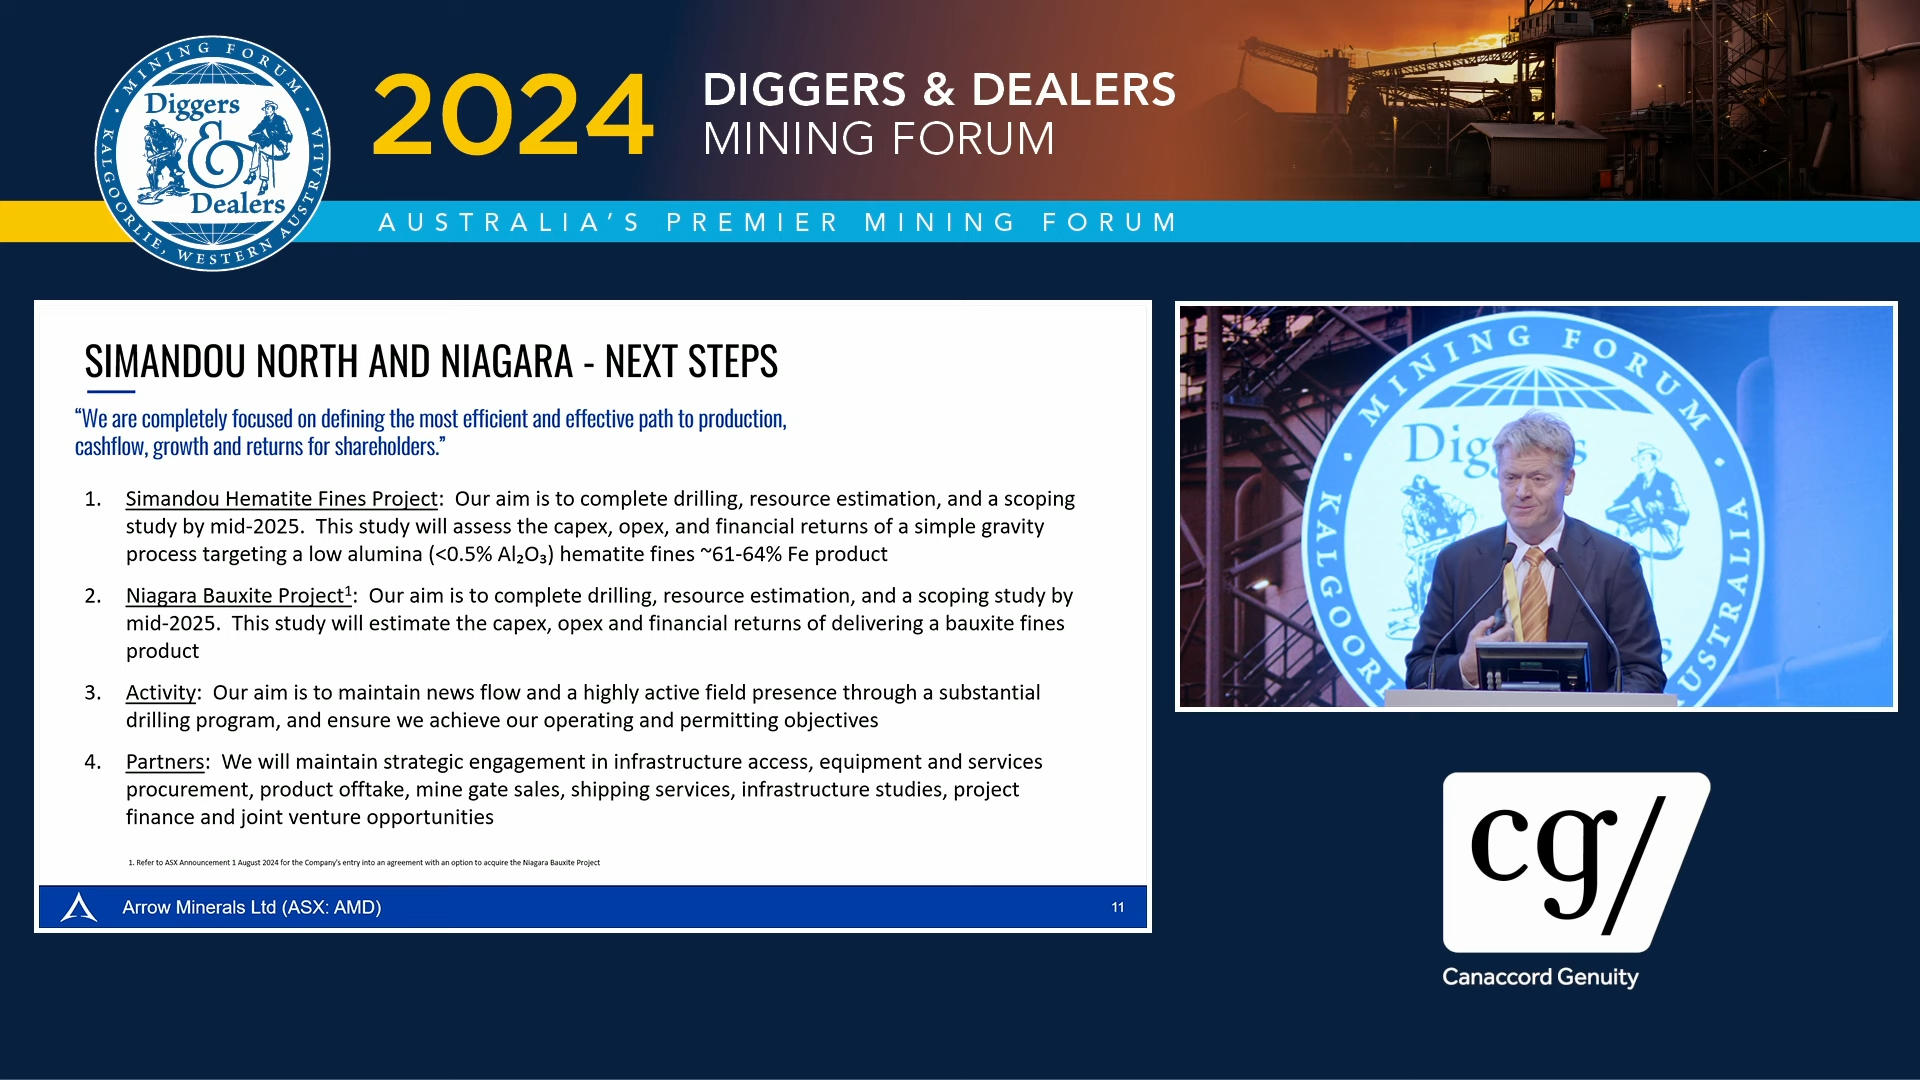 MINING FORUM
Diggers
&
Dealers
KALGOORLIE, WESTERN AUSTRALIA
2024
DIGGERS & DEALERS
MINING FORUM
AUSTRALIA'S PREMIER MINING FORUM
SIMANDOU NORTH AND NIAGARA - NEXT STEPS
“We are completely focused on defining the most efficient and effective path to production,
cashflow, growth and returns for shareholders.”
1. Simandou Hematite Fines Project: Our aim is to complete drilling, resource estimation, and a scoping
study by mid-2025. This study will assess the capex, opex, and financial returns of a simple gravity
process targeting a low alumina (<0.5% Al₂O₃) hematite fines ~61-64% Fe product
2. Niagara Bauxite Project¹: Our aim is to complete drilling, resource estimation, and a scoping study by
mid-2025. This study will estimate the capex, opex and financial returns of delivering a bauxite fines
product
3. Activity: Our aim is to maintain news flow and a highly active field presence through a substantial
drilling program, and ensure we achieve our operating and permitting objectives
4. Partners: We will maintain strategic engagement in infrastructure access, equipment and services
procurement, product offtake, mine gate sales, shipping services, infrastructure studies, project
finance and joint venture opportunities
1. Refer to ASX Announcement 1 August 2024 for the Company's entry into an agreement with an option to acquire the Niagara Bauxite Project
Arrow Minerals Ltd (ASX: AMD)
11
MINING FORUM
Dig s
KALGOORL
USTRALIA
cg/
Canaccord Genuity